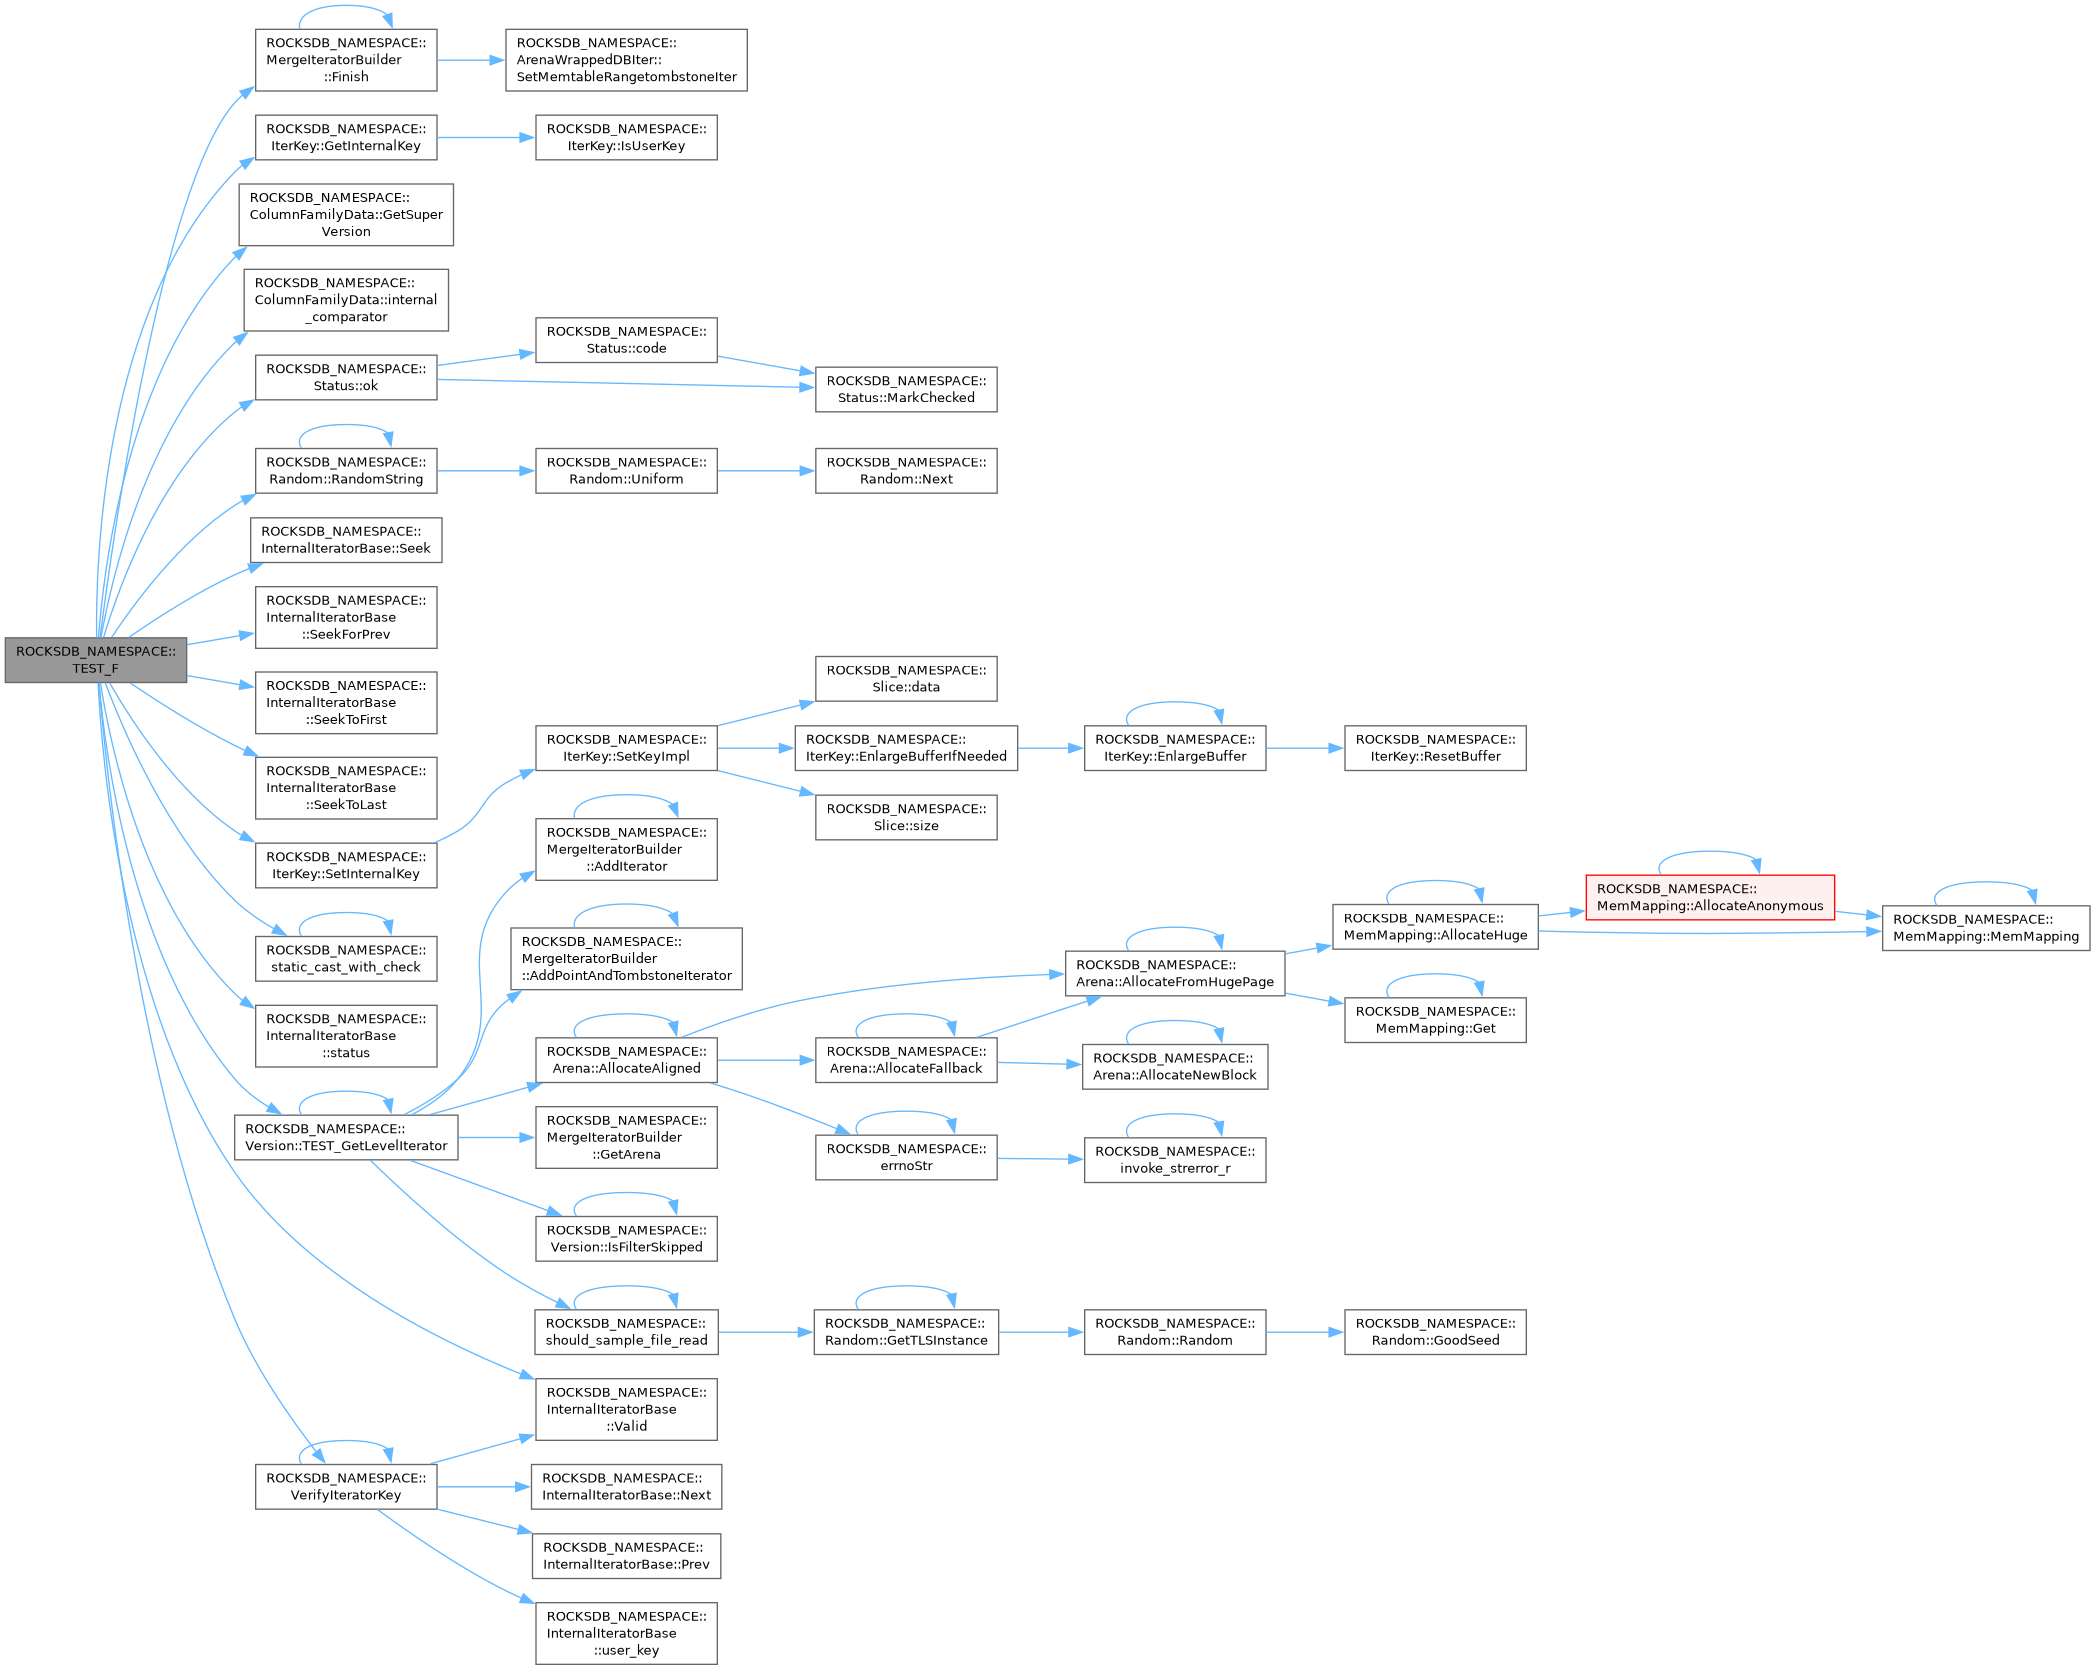 ROCKSDB_NAMESPACE::
TEST_F
ROCKSDB_NAMESPACE::
MergeIteratorBuilder
::Finish
ROCKSDB_NAMESPACE::
ArenaWrappedDBIter::
SetMemtableRangetombstoneIter
ROCKSDB_NAMESPACE::
IterKey::GetInternalKey
ROCKSDB_NAMESPACE::
IterKey::IsUserKey
ROCKSDB_NAMESPACE::
ColumnFamilyData::GetSuper
Version
ROCKSDB_NAMESPACE::
ColumnFamilyData::internal
_comparator
ROCKSDB_NAMESPACE::
Status::ok
ROCKSDB_NAMESPACE::
Status::code
ROCKSDB_NAMESPACE::
Status::MarkChecked
ROCKSDB_NAMESPACE::
Random::RandomString
ROCKSDB_NAMESPACE::
Random::Uniform
ROCKSDB_NAMESPACE::
Random::Next
ROCKSDB_NAMESPACE::
InternalIteratorBase::Seek
ROCKSDB_NAMESPACE::
InternalIteratorBase
::SeekForPrev
ROCKSDB_NAMESPACE::
InternalIteratorBase
::SeekToFirst
ROCKSDB_NAMESPACE::
InternalIteratorBase
::SeekToLast
ROCKSDB_NAMESPACE::
IterKey::SetInternalKey
ROCKSDB_NAMESPACE::
IterKey::SetKeyImpl
ROCKSDB_NAMESPACE::
Slice::data
ROCKSDB_NAMESPACE::
IterKey::EnlargeBufferIfNeeded
ROCKSDB_NAMESPACE::
IterKey::EnlargeBuffer
ROCKSDB_NAMESPACE::
IterKey::ResetBuffer
ROCKSDB_NAMESPACE::
Slice::size
ROCKSDB_NAMESPACE::
static_cast_with_check
ROCKSDB_NAMESPACE::
InternalIteratorBase
::status
ROCKSDB_NAMESPACE::
Version::TEST_GetLevelIterator
ROCKSDB_NAMESPACE::
MergeIteratorBuilder
::AddIterator
ROCKSDB_NAMESPACE::
MergeIteratorBuilder
::AddPointAndTombstoneIterator
ROCKSDB_NAMESPACE::
Arena::AllocateAligned
ROCKSDB_NAMESPACE::
Arena::AllocateFallback
ROCKSDB_NAMESPACE::
Arena::AllocateFromHugePage
ROCKSDB_NAMESPACE::
MemMapping::AllocateHuge
ROCKSDB_NAMESPACE::
MemMapping::AllocateAnonymous
ROCKSDB_NAMESPACE::
MemMapping::MemMapping
ROCKSDB_NAMESPACE::
MemMapping::Get
ROCKSDB_NAMESPACE::
Arena::AllocateNewBlock
ROCKSDB_NAMESPACE::
errnoStr
ROCKSDB_NAMESPACE::
invoke_strerror_r
ROCKSDB_NAMESPACE::
MergeIteratorBuilder
::GetArena
ROCKSDB_NAMESPACE::
Version::IsFilterSkipped
ROCKSDB_NAMESPACE::
should_sample_file_read
ROCKSDB_NAMESPACE::
Random::GetTLSInstance
ROCKSDB_NAMESPACE::
Random::Random
ROCKSDB_NAMESPACE::
Random::GoodSeed
ROCKSDB_NAMESPACE::
InternalIteratorBase
::Valid
ROCKSDB_NAMESPACE::
VerifyIteratorKey
ROCKSDB_NAMESPACE::
InternalIteratorBase::Next
ROCKSDB_NAMESPACE::
InternalIteratorBase::Prev
ROCKSDB_NAMESPACE::
InternalIteratorBase
::user_key